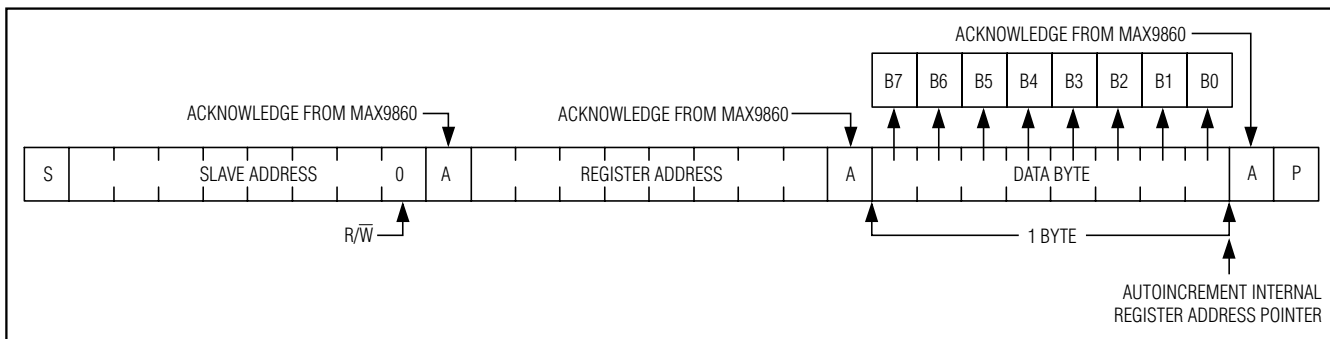 ACKNOWLEDGE FROM MAX9860
B7 B6 B5 B4 B3 B2 B1 B0
ACKNOWLEDGE FROM MAX9860 ACKNOWLEDGE FROM MAX9860
S SLAVE ADDRESS 0 A REGISTER ADDRESS A DATA BYTE A P
R/W̅ 1 BYTE
AUTOINCREMENT INTERNAL
REGISTER ADDRESS POINTER